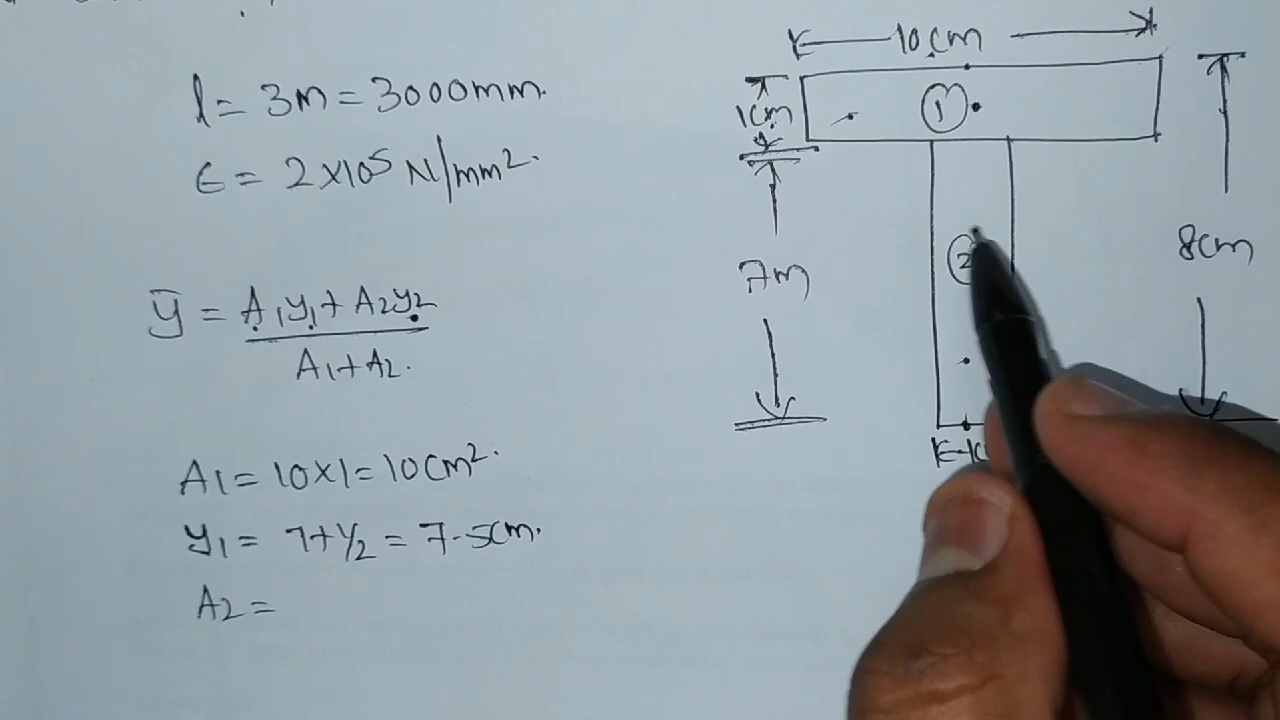 l = 3m = 3000mm.
E = 2×10⁵ N/mm².
ȳ = A₁y₁ + A₂y₂
A₁ + A₂.
A₁ = 10×1 = 10cm².
y₁ = 7+1/2 = 7.5cm.
A₂ =
10cm
1cm
①
②
7m
8cm